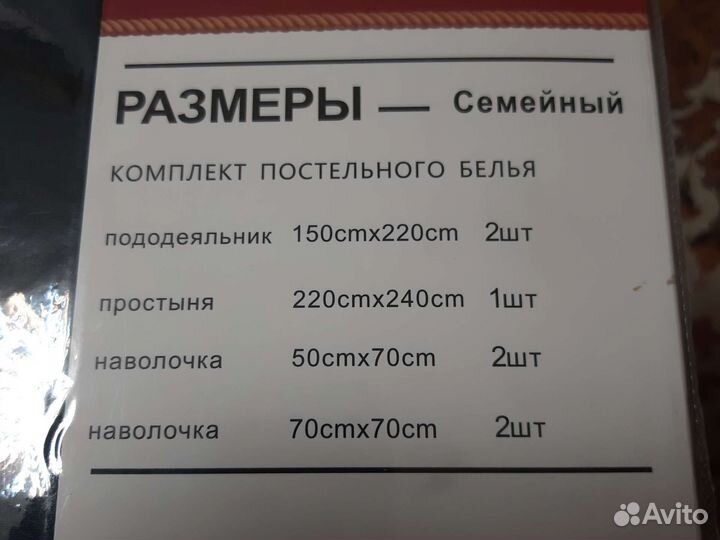 РАЗМЕРЫ — Семейный
КОМПЛЕКТ ПОСТЕЛЬНОГО БЕЛЬЯ
пододеяльник 150cmx220cm 2шт
простыня 220cmx240cm 1шт
наволочка 50cmx70cm 2шт
наволочка 70cmx70cm 2шт
Avito